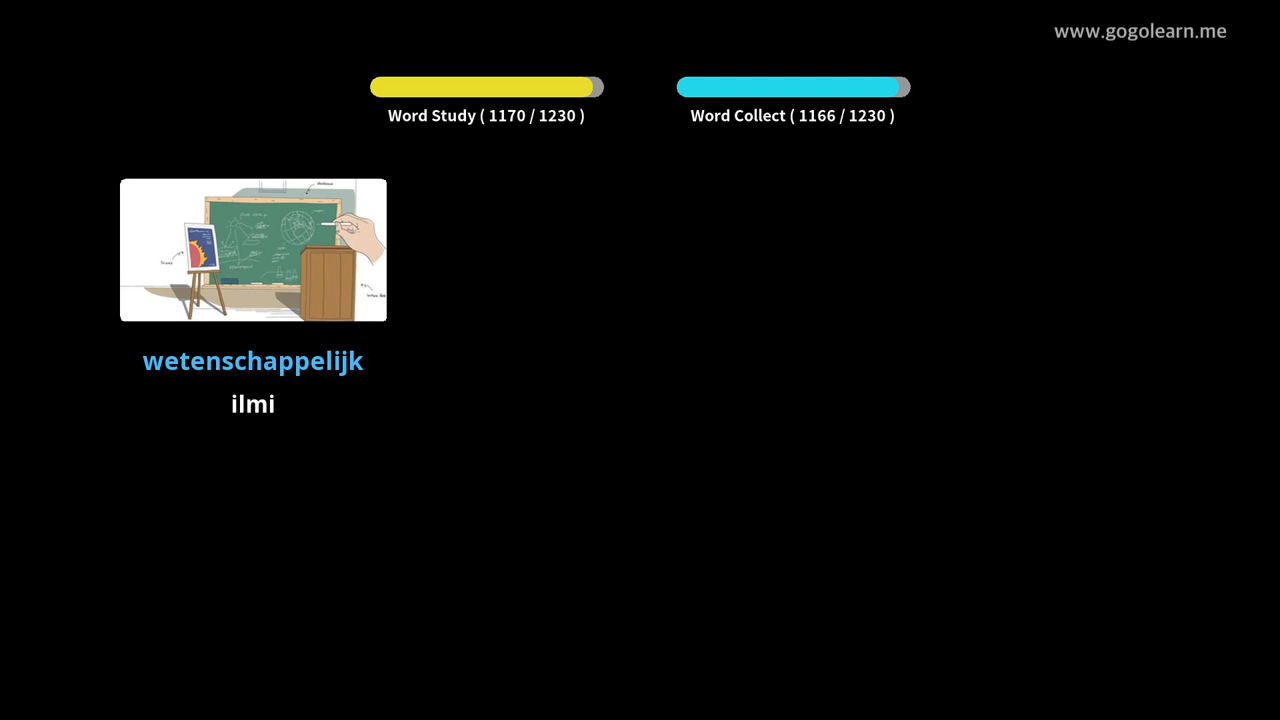 www.gogolearn.me
Word Study ( 1170 / 1230 )
Word Collect ( 1166 / 1230 )
wetenschappelijk
ilmi